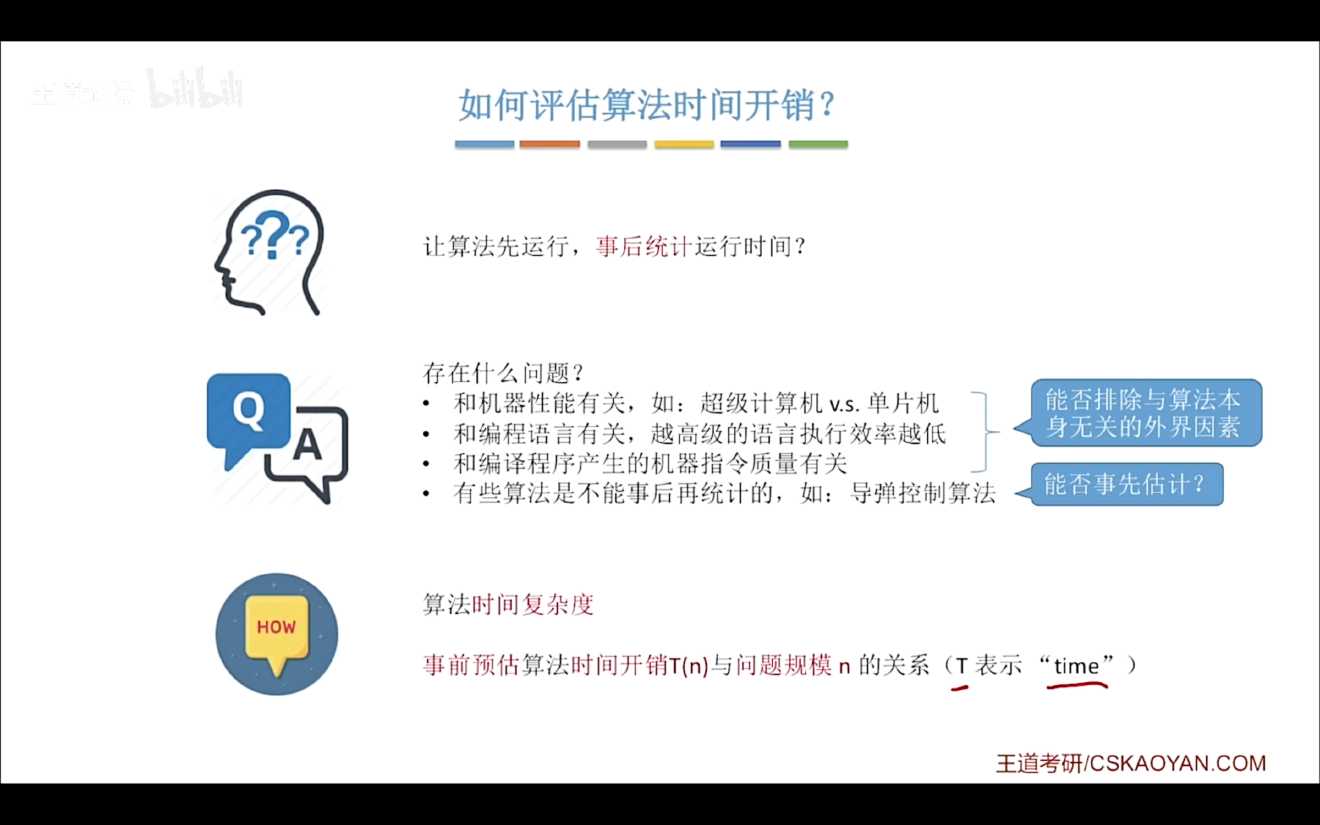 王道论坛 bilibili
如何评估算法时间开销?
???
让算法先运行，事后统计运行时间?
Q
A
存在什么问题?
• 和机器性能有关，如：超级计算机 v.s. 单片机
• 和编程语言有关，越高级的语言执行效率越低
• 和编译程序产生的机器指令质量有关
• 有些算法是不能事后再统计的，如：导弹控制算法
能否排除与算法本
身无关的外界因素
能否事先估计?
HOW
算法时间复杂度
事前预估算法时间开销T(n)与问题规模 n 的关系（T 表示 “time”）
王道考研/CSKAOYAN.COM